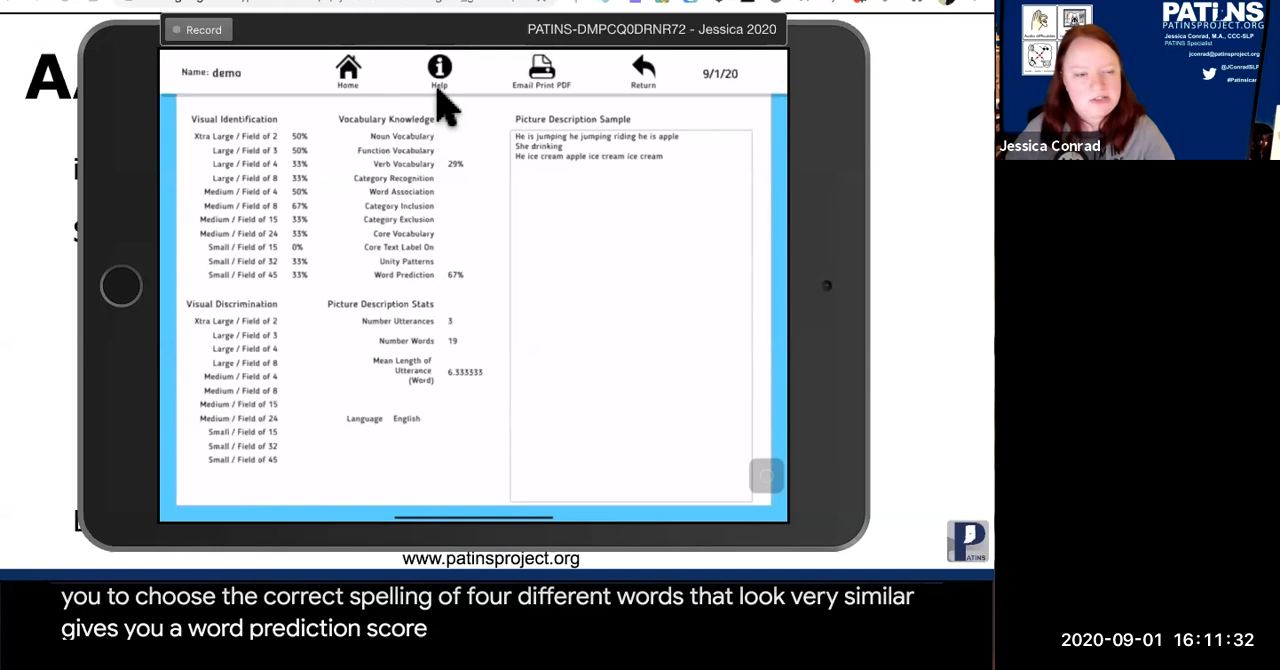 Record
PATINS-DMPCQ0DRNR72 - Jessica 2020
Name: demo
Home
Help
Email Print PDF
Return
9/1/20
Visual Identification
Xtra Large / Field of 2 50%
Large / Field of 3 50%
Large / Field of 4 33%
Large / Field of 8 33%
Medium / Field of 4 50%
Medium / Field of 8 67%
Medium / Field of 15 33%
Medium / Field of 24 33%
Small / Field of 15 0%
Small / Field of 32 33%
Small / Field of 45 33%
Visual Discrimination
Xtra Large / Field of 2
Large / Field of 3
Large / Field of 4
Large / Field of 8
Medium / Field of 4
Medium / Field of 8
Medium / Field of 15
Medium / Field of 24
Small / Field of 15
Small / Field of 32
Small / Field of 45
Vocabulary Knowledge
Noun Vocabulary
Function Vocabulary
Verb Vocabulary 29%
Category Recognition
Word Association
Category Inclusion
Category Exclusion
Core Vocabulary
Core Text Label On
Unity Patterns
Word Prediction 67%
Picture Description Stats
Number Utterances 3
Number Words 19
Mean Length of
Utterance 6.333333
(Word)
Language English
Picture Description Sample
He is jumping he jumping riding he is apple
She drinking
He ice cream apple ice cream ice cream
www.patinsproject.org
PATINS
you to choose the correct spelling of four different words that look very similar
gives you a word prediction score
PATINS
PATINSPROJECT.ORG
Jessica Conrad, M.A., CCC-SLP
PATINS Specialist
jconrad@patinsproject.org
@JConradSLP
#PatinsIcam
Jessica Conrad
2020-09-01 16:11:32